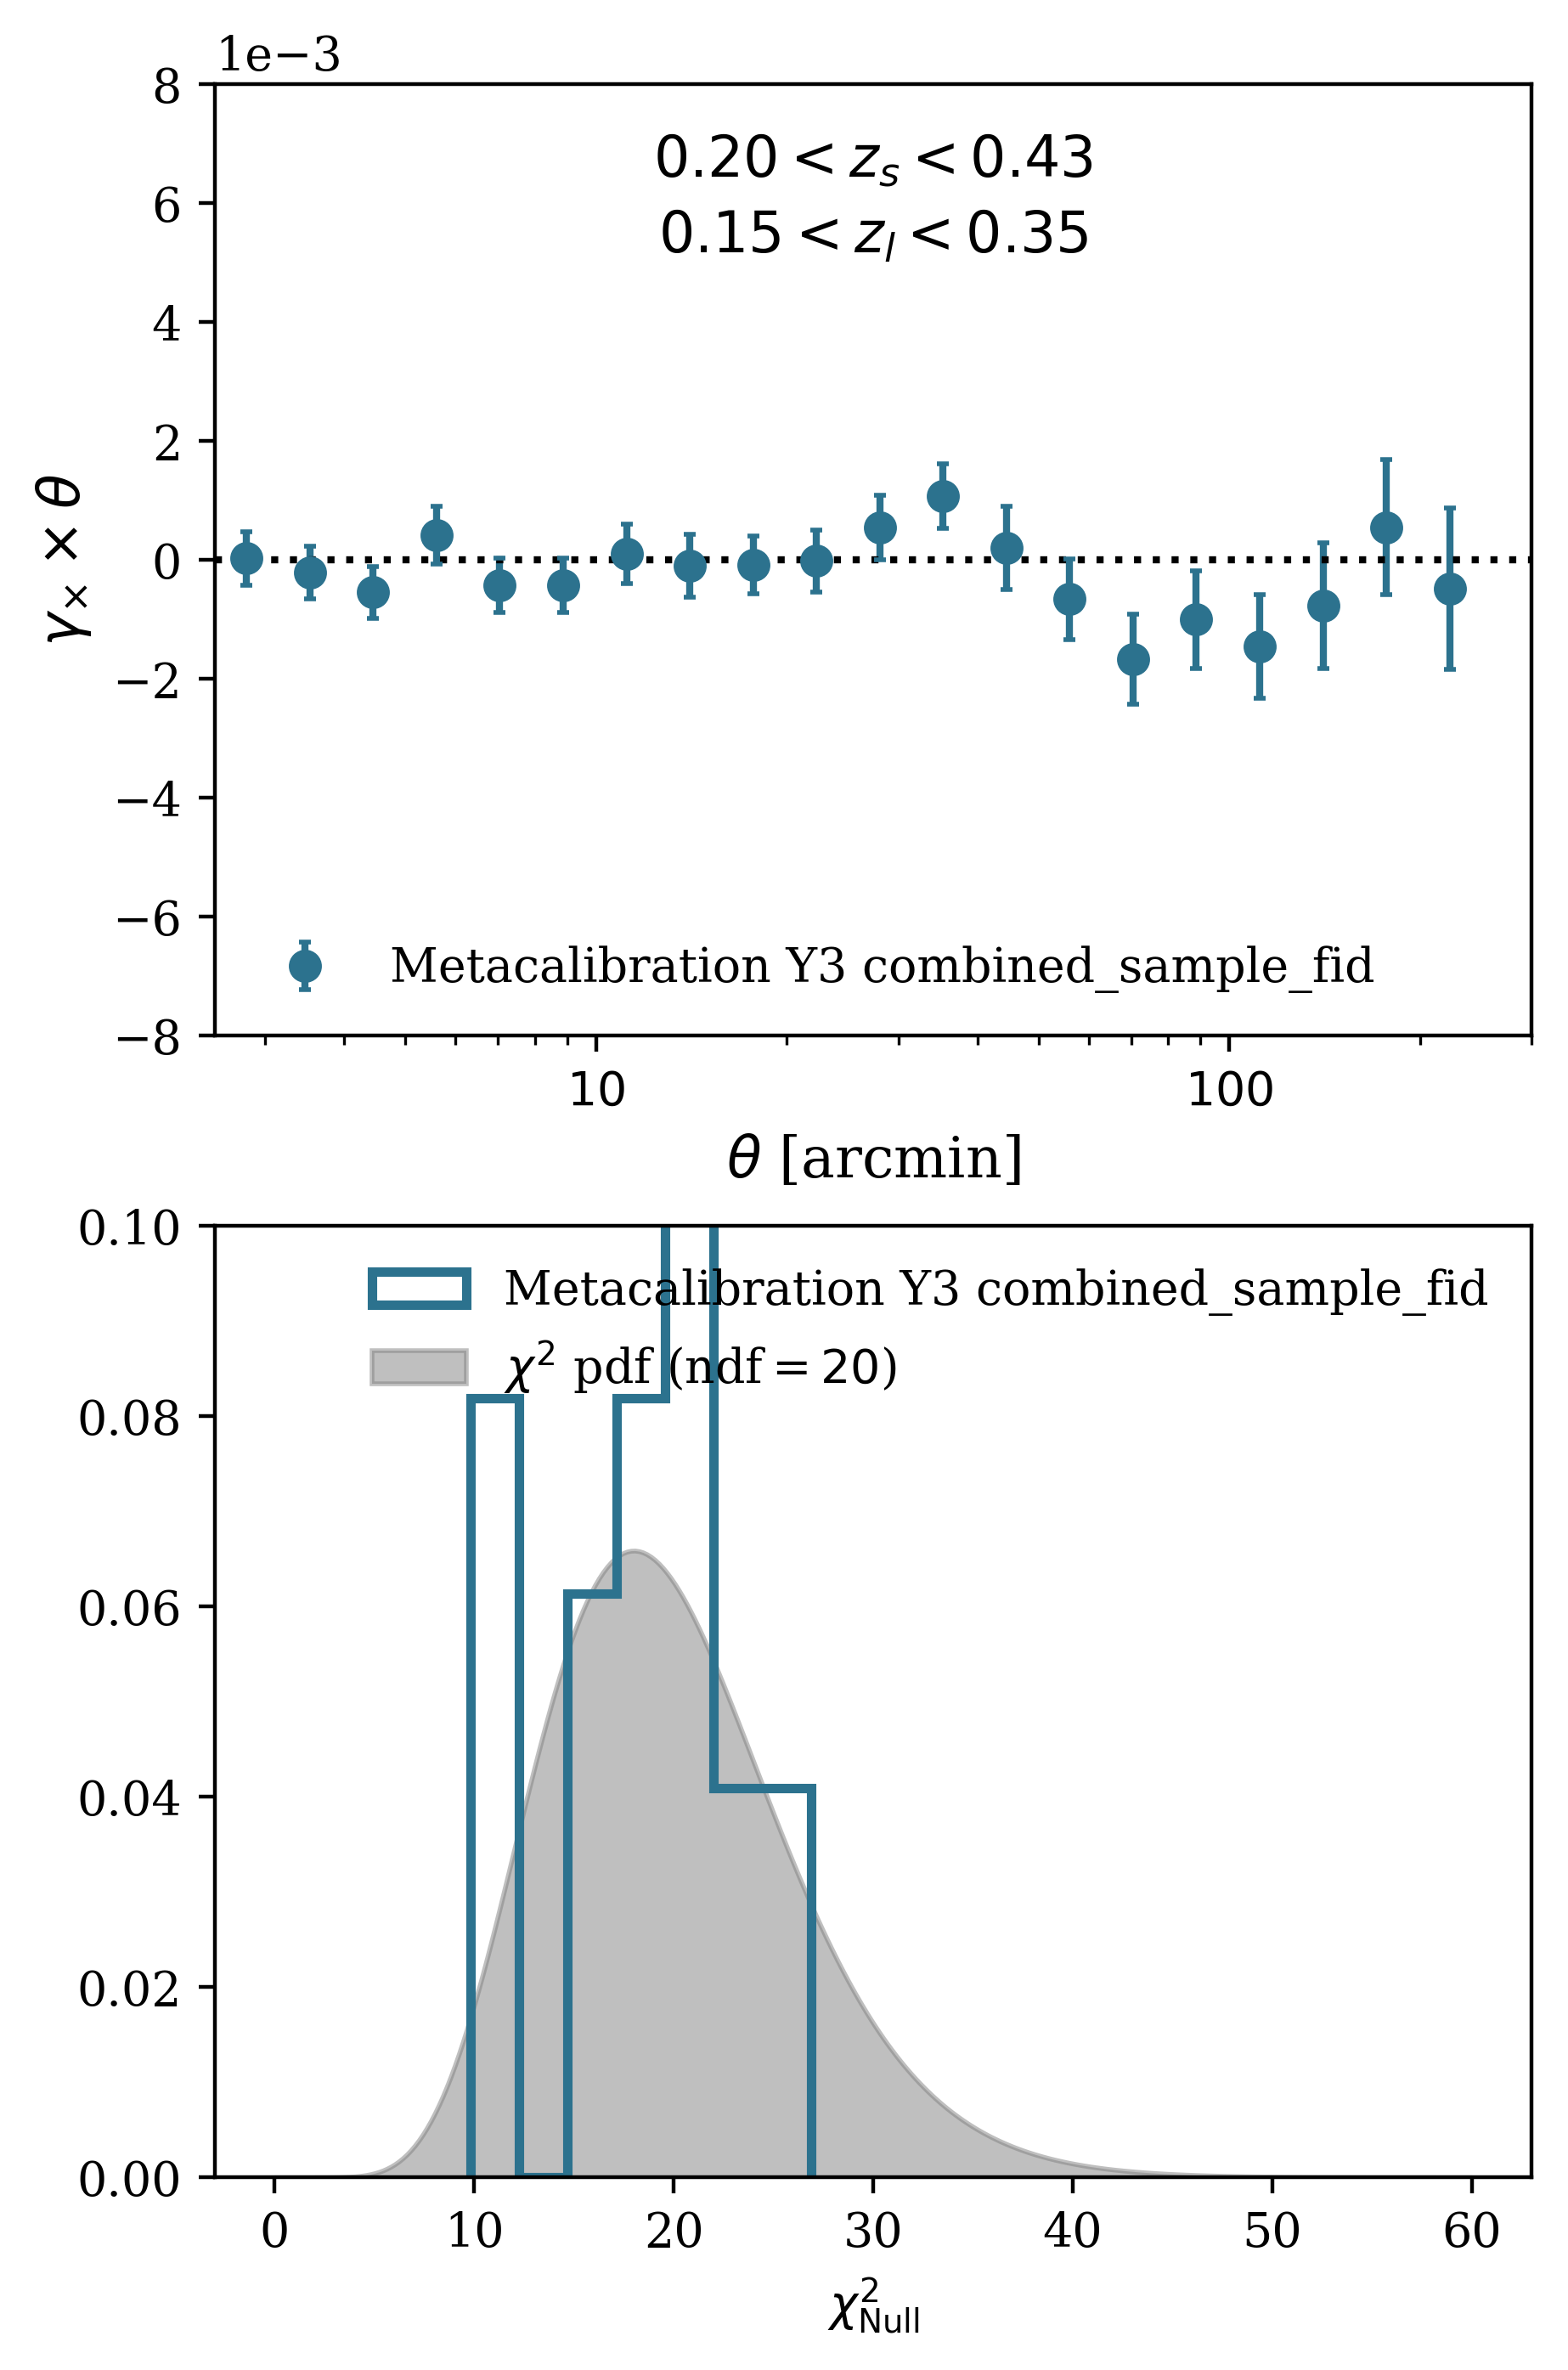 1e−3
8
6
4
2
0
−2
−4
−6
−8
γ× × θ
0.20 < z_s < 0.43
0.15 < z_l < 0.35
Metacalibration Y3 combined_sample_fid
10
100
θ [arcmin]
0.10
0.08
0.06
0.04
0.02
0.00
Metacalibration Y3 combined_sample_fid
χ² pdf (ndf = 20)
0
10
20
30
40
50
60
χ²Null